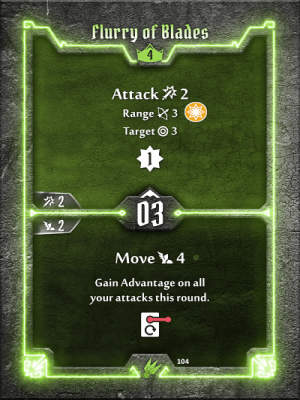 Flurry of Blades
4
Attack 2
Range 3
Target 3
1
2
03
2
Move 4
Gain Advantage on all
your attacks this round.
104